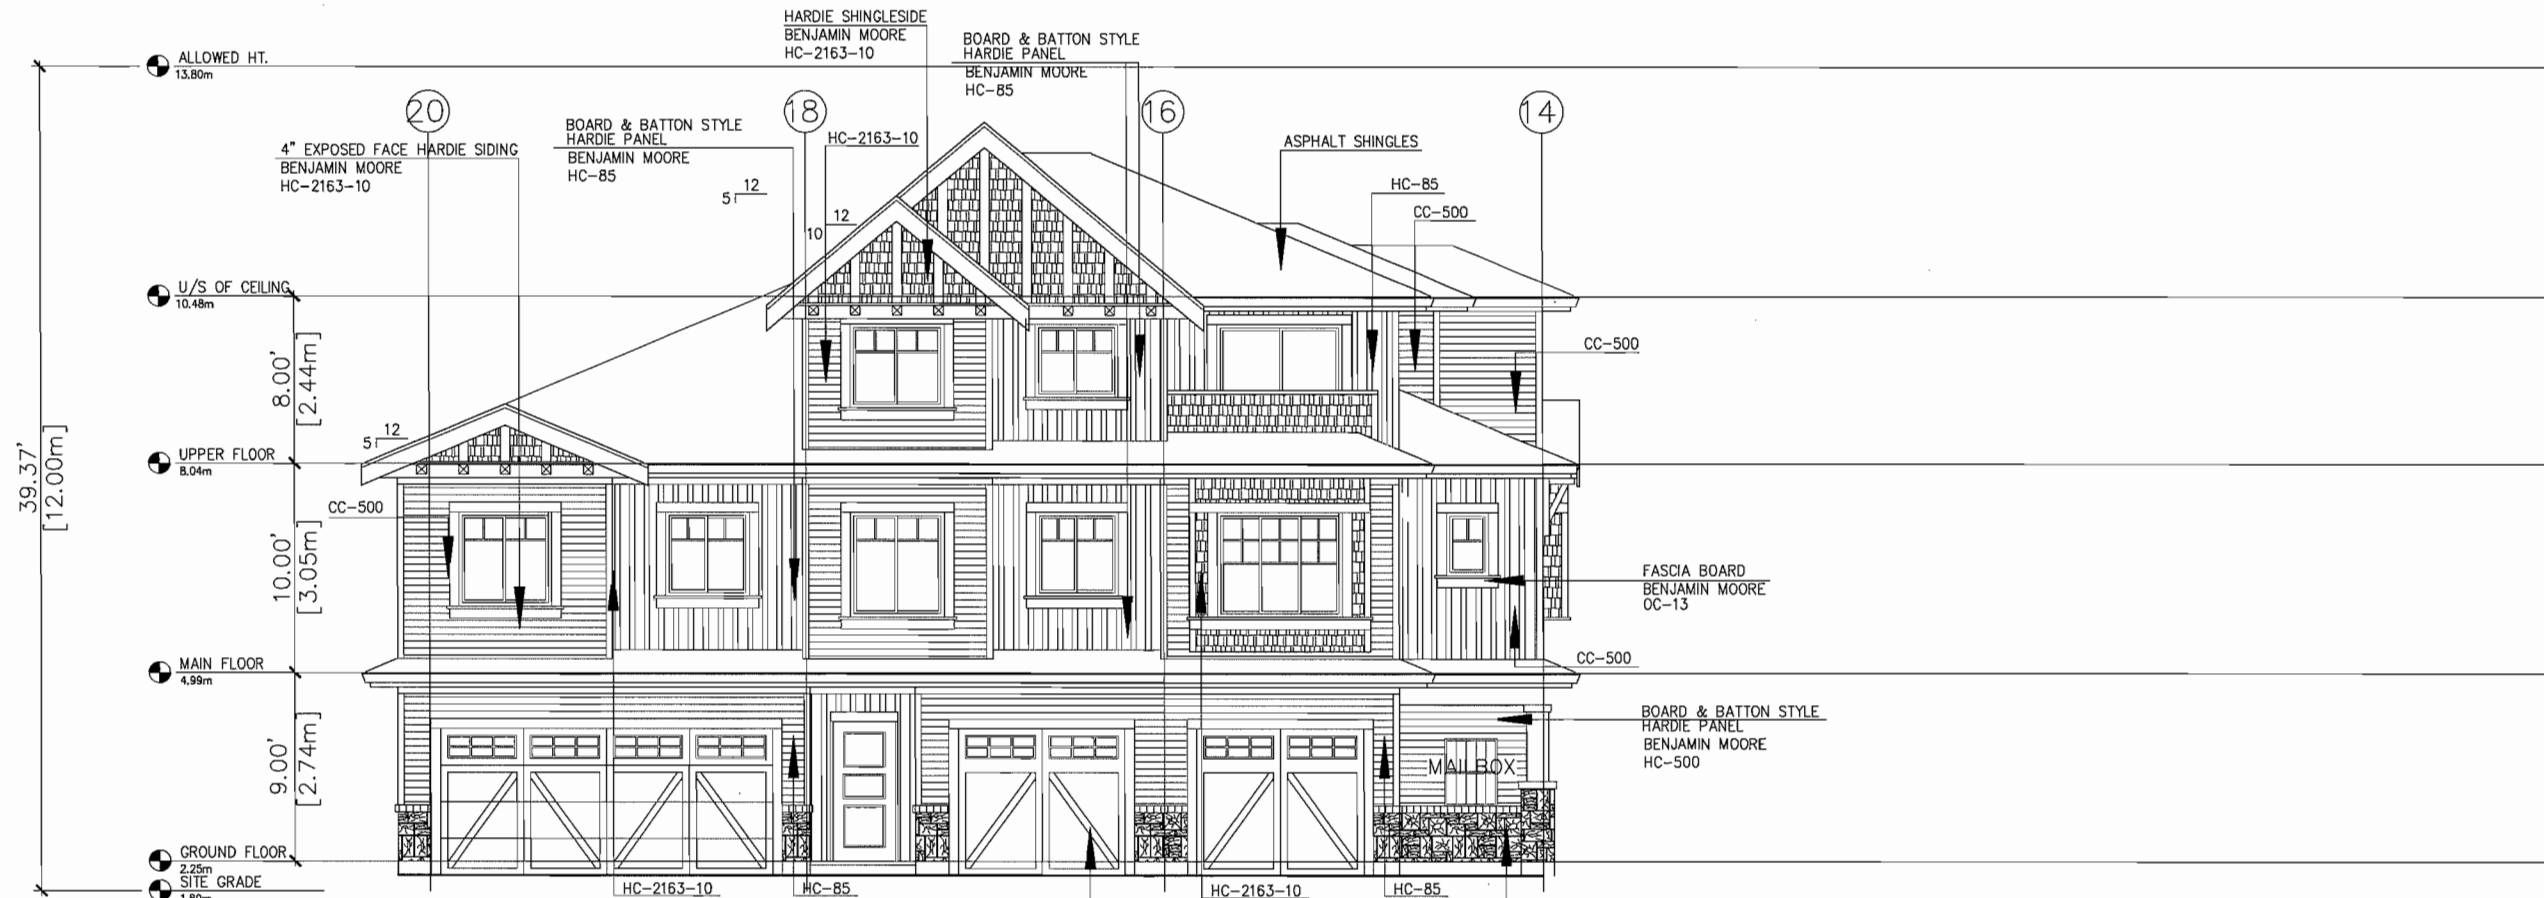 HARDIE SHINGLESIDE
BENJAMIN MOORE
HC-2163-10
BOARD & BATTON STYLE
HARDIE PANEL
BENJAMIN MOORE
HC-85
ALLOWED HT.
13.80m
20
18
16
14
4" EXPOSED FACE HARDIE SIDING
BENJAMIN MOORE
HC-2163-10
BOARD & BATTON STYLE
HARDIE PANEL
BENJAMIN MOORE
HC-85
HC-2163-10
ASPHALT SHINGLES
12
5
12
10
HC-85
CC-500
U/S OF CEILING
10.48m
8.00'
[2.44m]
CC-500
12
5
UPPER FLOOR
8.04m
39.37'
[12.00m]
CC-500
10.00'
[3.05m]
FASCIA BOARD
BENJAMIN MOORE
OC-13
CC-500
MAIN FLOOR
4.99m
9.00'
[2.74m]
BOARD & BATTON STYLE
HARDIE PANEL
BENJAMIN MOORE
HC-500
MAILBOX
GROUND FLOOR
2.25m
SITE GRADE
HC-2163-10
HC-85
HC-2163-10
HC-85